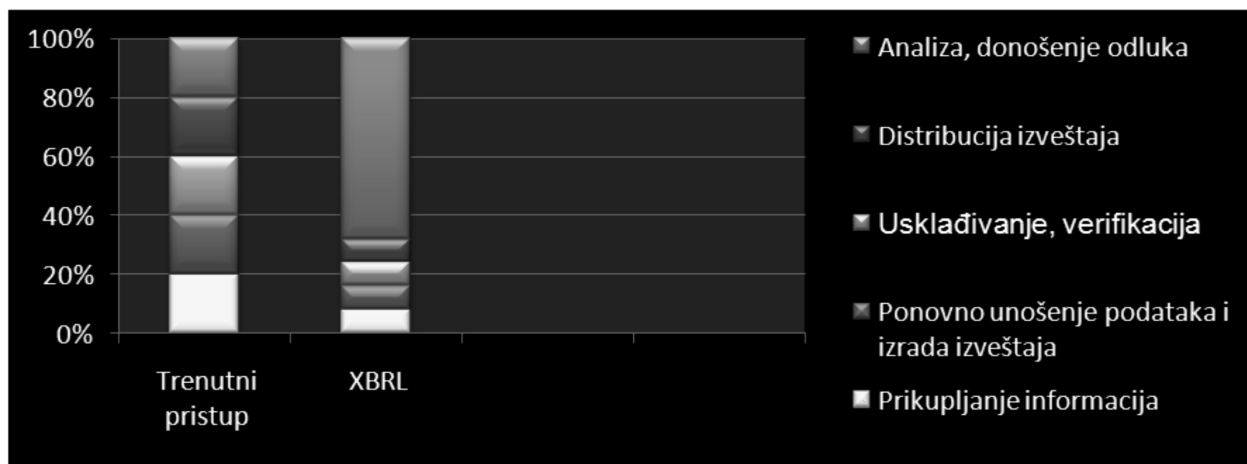 100%
80%
60%
40%
20%
0%
Trenutni
pristup
XBRL
Analiza, donošenje odluka
Distribucija izveštaja
Usklađivanje, verifikacija
Ponovno unošenje podataka i
izrada izveštaja
Prikupljanje informacija